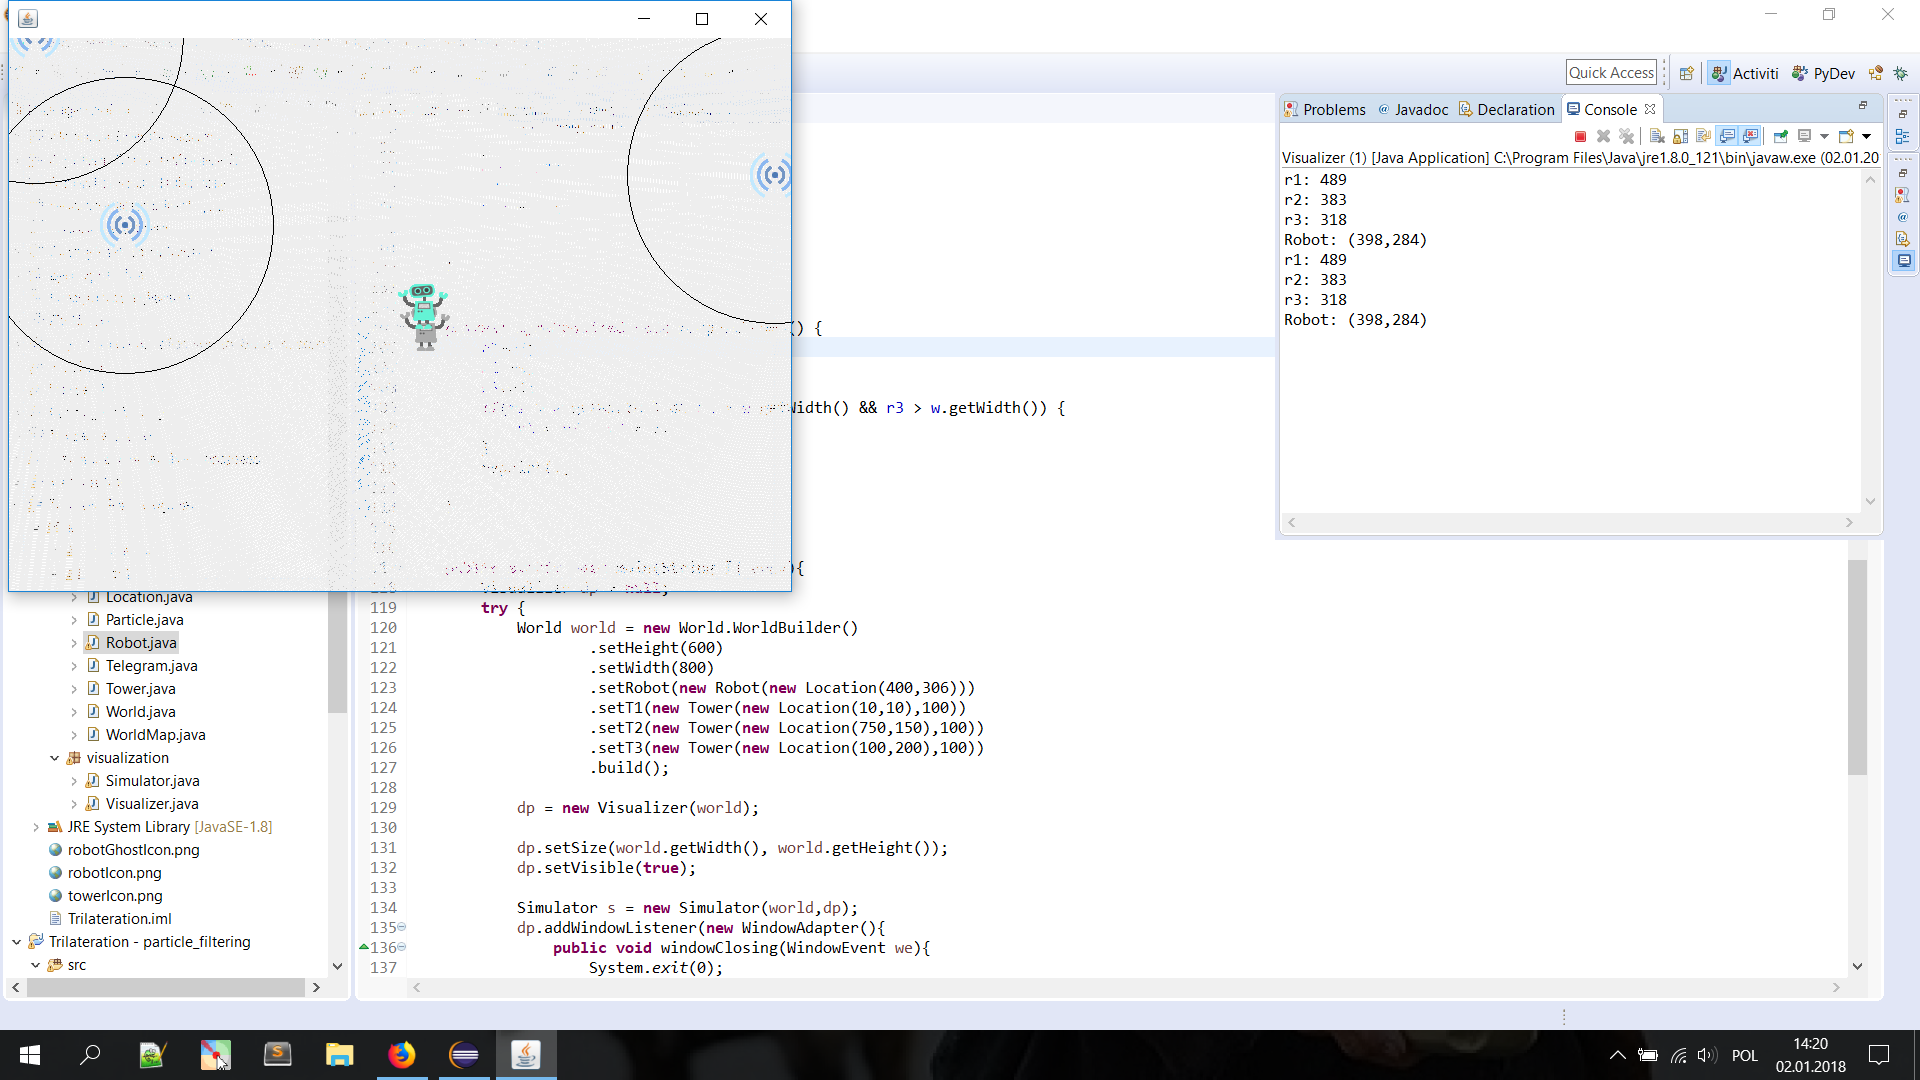 Quick Access
Activiti
PyDev
Problems
@ Javadoc
Declaration
Console
Visualizer (1) [Java Application] C:\Program Files\Java\jre1.8.0_121\bin\javaw.exe (02.01.20
r1: 489
r2: 383
r3: 318
Robot: (398,284)
r1: 489
r2: 383
r3: 318
Robot: (398,284)
) {
Width() && r3 > w.getWidth()) {
{
Location.java
Particle.java
Robot.java
Telegram.java
Tower.java
World.java
WorldMap.java
visualization
Simulator.java
Visualizer.java
JRE System Library [JavaSE-1.8]
robotGhostIcon.png
robotIcon.png
towerIcon.png
Trilateration.iml
Trilateration - particle_filtering
src
119 try {
120 World world = new World.WorldBuilder()
121 .setHeight(600)
122 .setWidth(800)
123 .setRobot(new Robot(new Location(400,306)))
124 .setT1(new Tower(new Location(10,10),100))
125 .setT2(new Tower(new Location(750,150),100))
126 .setT3(new Tower(new Location(100,200),100))
127 .build();
128
129 dp = new Visualizer(world);
130
131 dp.setSize(world.getWidth(), world.getHeight());
132 dp.setVisible(true);
133
134 Simulator s = new Simulator(world,dp);
135 dp.addWindowListener(new WindowAdapter(){
136 public void windowClosing(WindowEvent we){
137 System.exit(0);
POL
14:20
02.01.2018